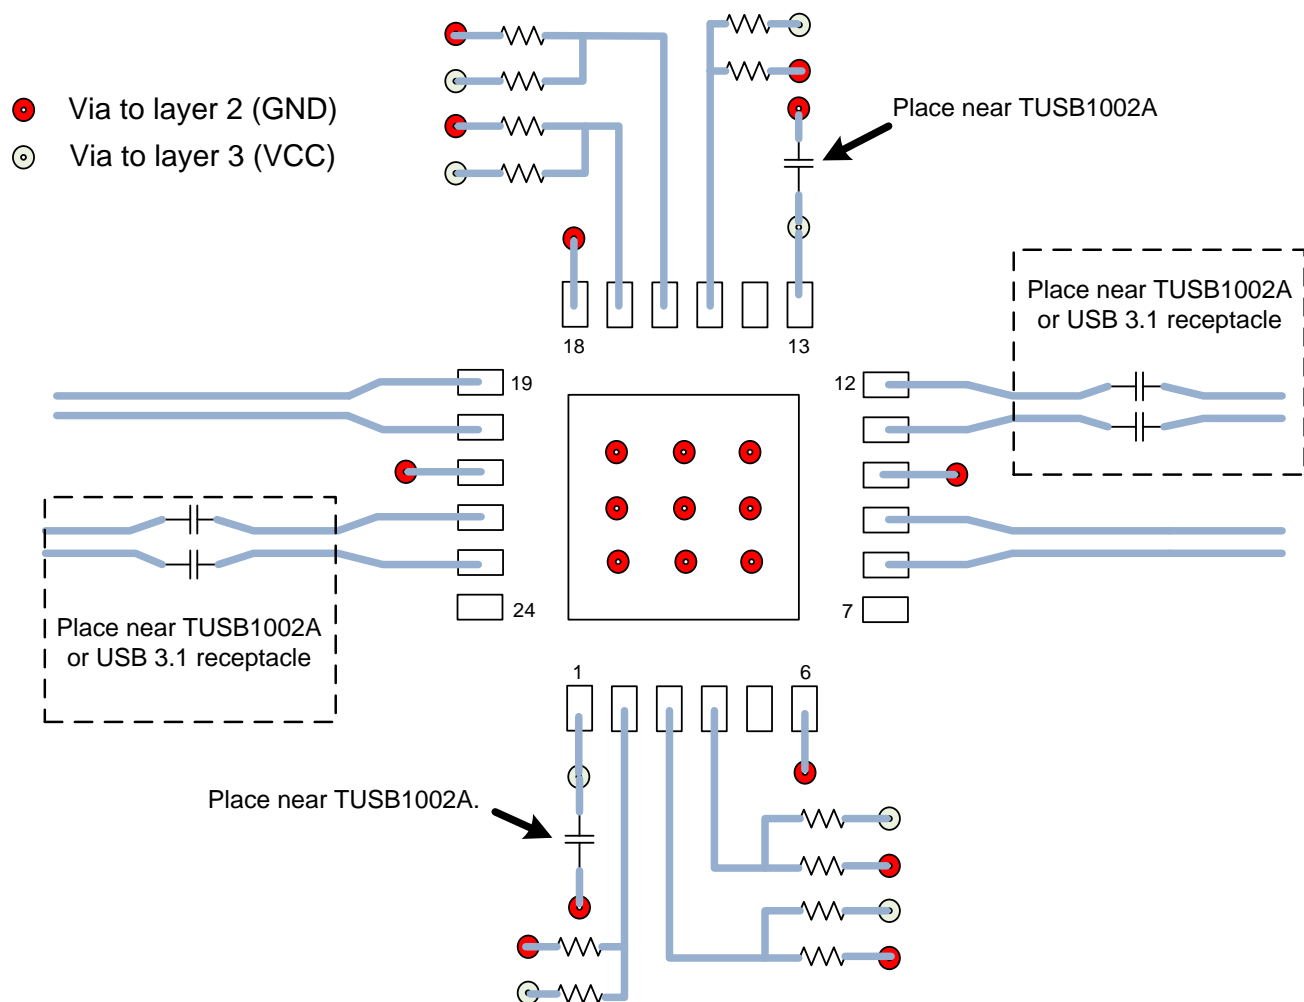 Via to layer 2 (GND)
Via to layer 3 (VCC)
Place near TUSB1002A
Place near TUSB1002A
or USB 3.1 receptacle
18
13
19
12
24
7
Place near TUSB1002A
or USB 3.1 receptacle
1
6
Place near TUSB1002A.